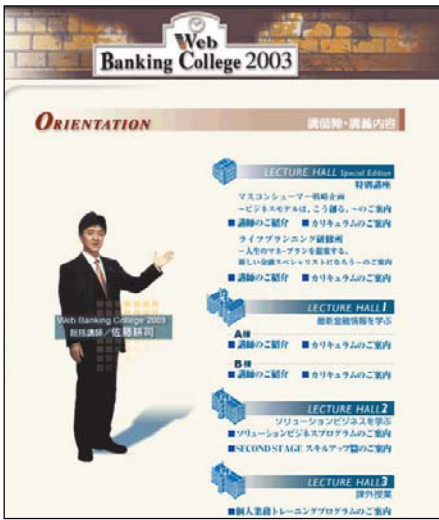 Web
Banking College 2003
ORIENTATION
講師陣・講義内容
LECTURE HALL Special Edition
特別講座
マスコンシューマー戦略企画
～ビジネスモデルは、こう創る。～のご案内
■講師のご紹介 ■カリキュラムのご案内
ライフプランニング研修所
～人生のマネープランを提案する。
新しい金融スペシャリストになろう～のご案内
■講師のご紹介 ■カリキュラムのご案内
LECTURE HALL 1
最新金融情報を学ぶ
A棟
■講師のご紹介 ■カリキュラムのご案内
B棟
■講師のご紹介 ■カリキュラムのご案内
Web Banking College 2003
総括講師／佐藤耕司
LECTURE HALL 2
ソリューションビジネスを学ぶ
■ソリューションビジネスプログラムのご案内
■SECOND STAGE スキルアップ篇のご案内
LECTURE HALL 3
課外授業
■個人業務トレーニングプログラムのご案内